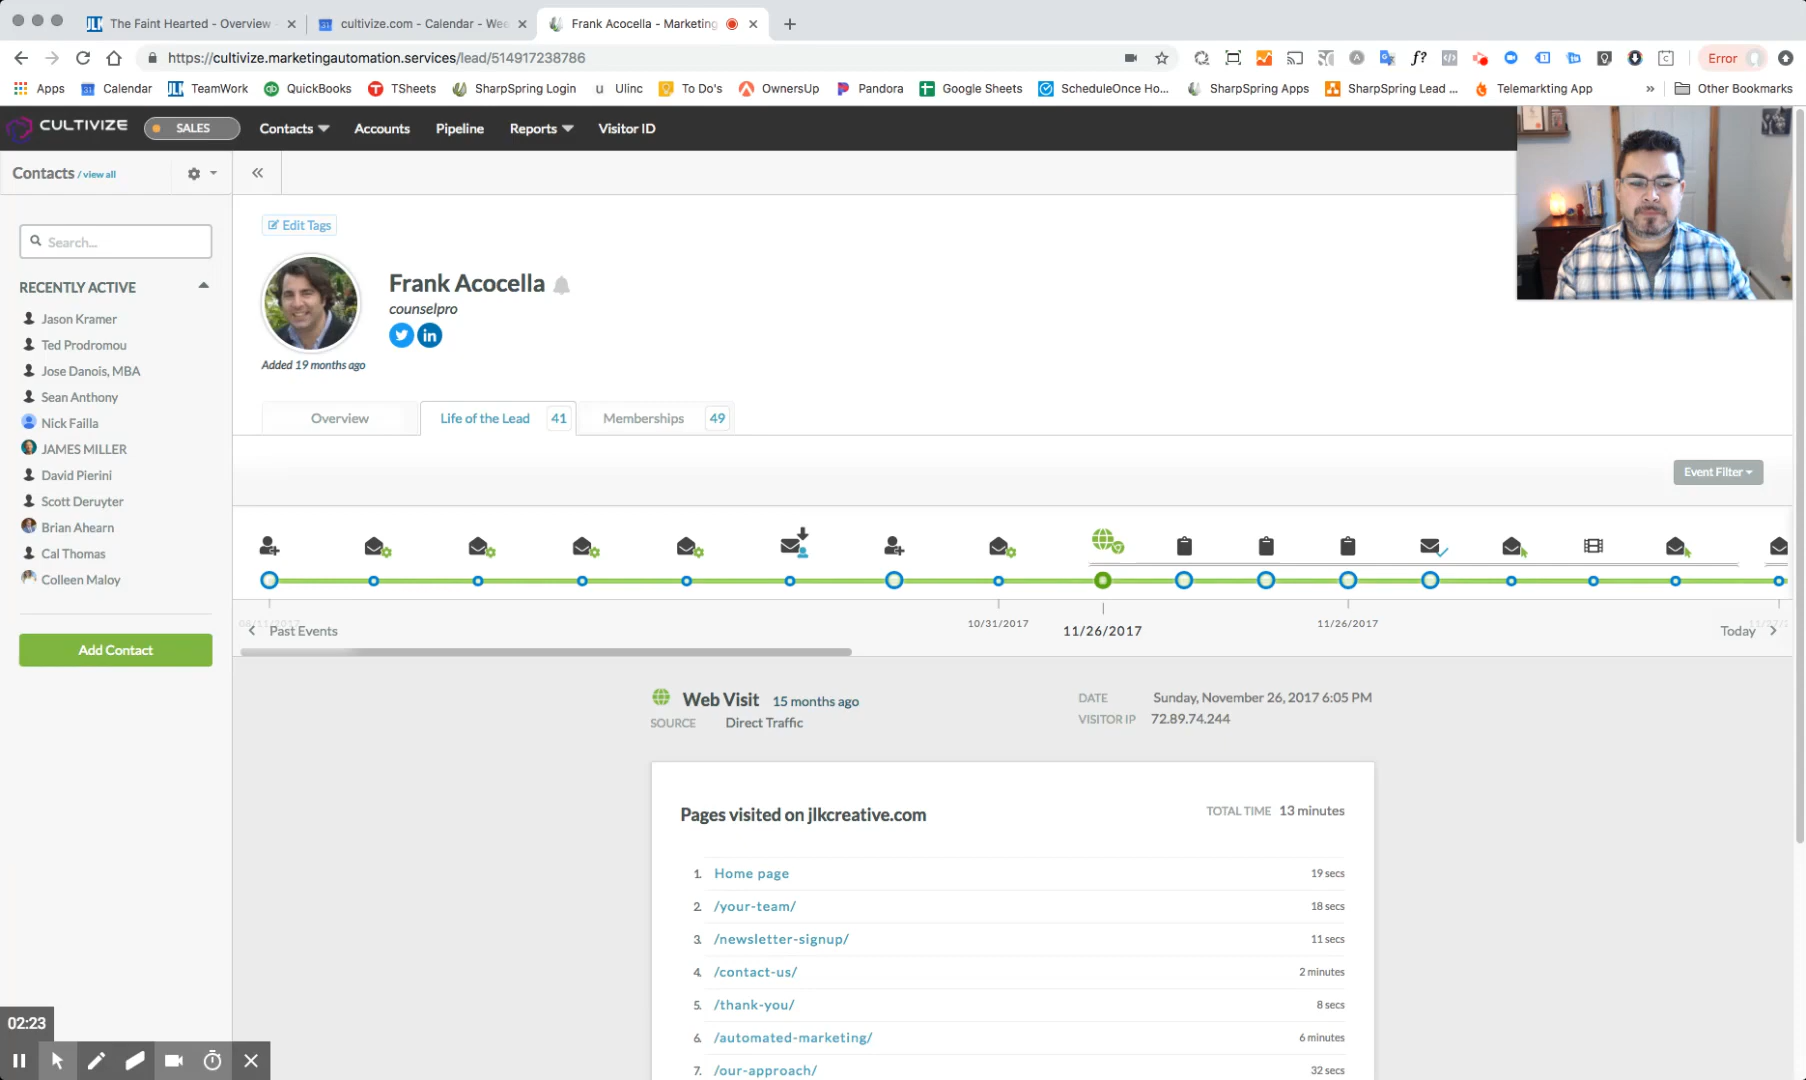 The Faint Hearted - Overview
cultivize.com - Calendar - Wee
Frank Acocella - Marketing
https://cultivize.marketingautomation.services/lead/514917238786
Error
Apps
Calendar
TeamWork
QuickBooks
TSheets
SharpSpring Login
Ulinc
To Do's
OwnersUp
Pandora
Google Sheets
ScheduleOnce Ho...
SharpSpring Apps
SharpSpring Lead ...
Telemarkting App
»
Other Bookmarks
CULTIVIZE
SALES
Contacts
Accounts
Pipeline
Reports
Visitor ID
Contacts / view all
Edit Tags
Search...
RECENTLY ACTIVE
Jason Kramer
Ted Prodromou
Jose Danois, MBA
Sean Anthony
Nick Failla
JAMES MILLER
David Pierini
Scott Deruyter
Brian Ahearn
Cal Thomas
Colleen Maloy
Add Contact
Frank Acocella
counselpro
Added 19 months ago
Overview
Life of the Lead 41
Memberships 49
Event Filter
08/11/2017
Past Events
10/31/2017
11/26/2017
11/26/2017
Today
Web Visit 15 months ago
SOURCE Direct Traffic
DATE Sunday, November 26, 2017 6:05 PM
VISITOR IP 72.89.74.244
Pages visited on jlkcreative.com
TOTAL TIME 13 minutes
1. Home page 19 secs
2. /your-team/ 18 secs
3. /newsletter-signup/ 11 secs
4. /contact-us/ 2 minutes
5. /thank-you/ 8 secs
6. /automated-marketing/ 6 minutes
7. /our-approach/ 32 secs
02:23